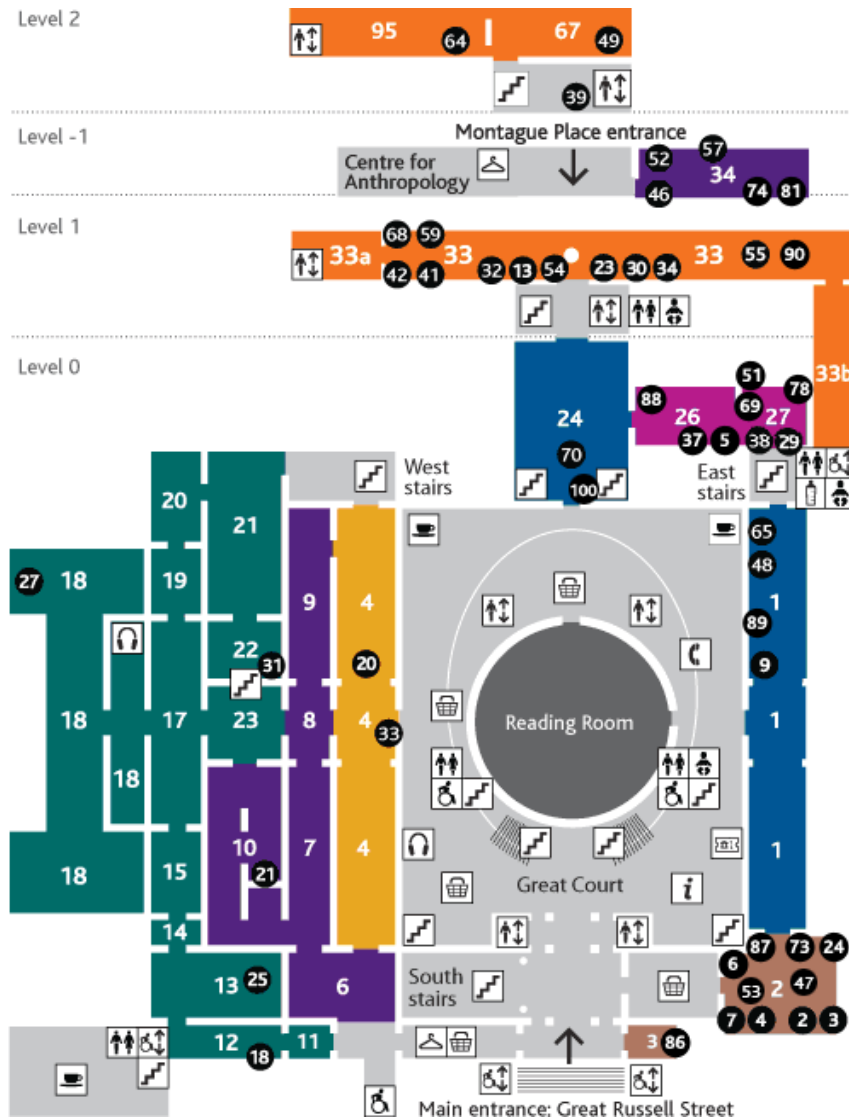 Level 2
95 64 67 49
39
Level -1
Montague Place entrance
Centre for
Anthropology
52 57
34
46 74 81
Level 1
68 59
33a 33 33 55 90
42 41 32 13 54 23 30 34
Level 0
33b
51 78
88 69
24 26 27
37 5 38 29
70
100
West
stairs
East
stairs
20 21
65
48
27 18 19 9 4 1
89
22 31 20 9
18 17 23 8 4 33 Reading Room 1
18
10 7 4 1
18 15 21
Great Court
i
14
87 73 24
6
13 25 6 South
stairs
53 2 47
7 4 2 3
12 18 11 3 86
Main entrance: Great Russell Street